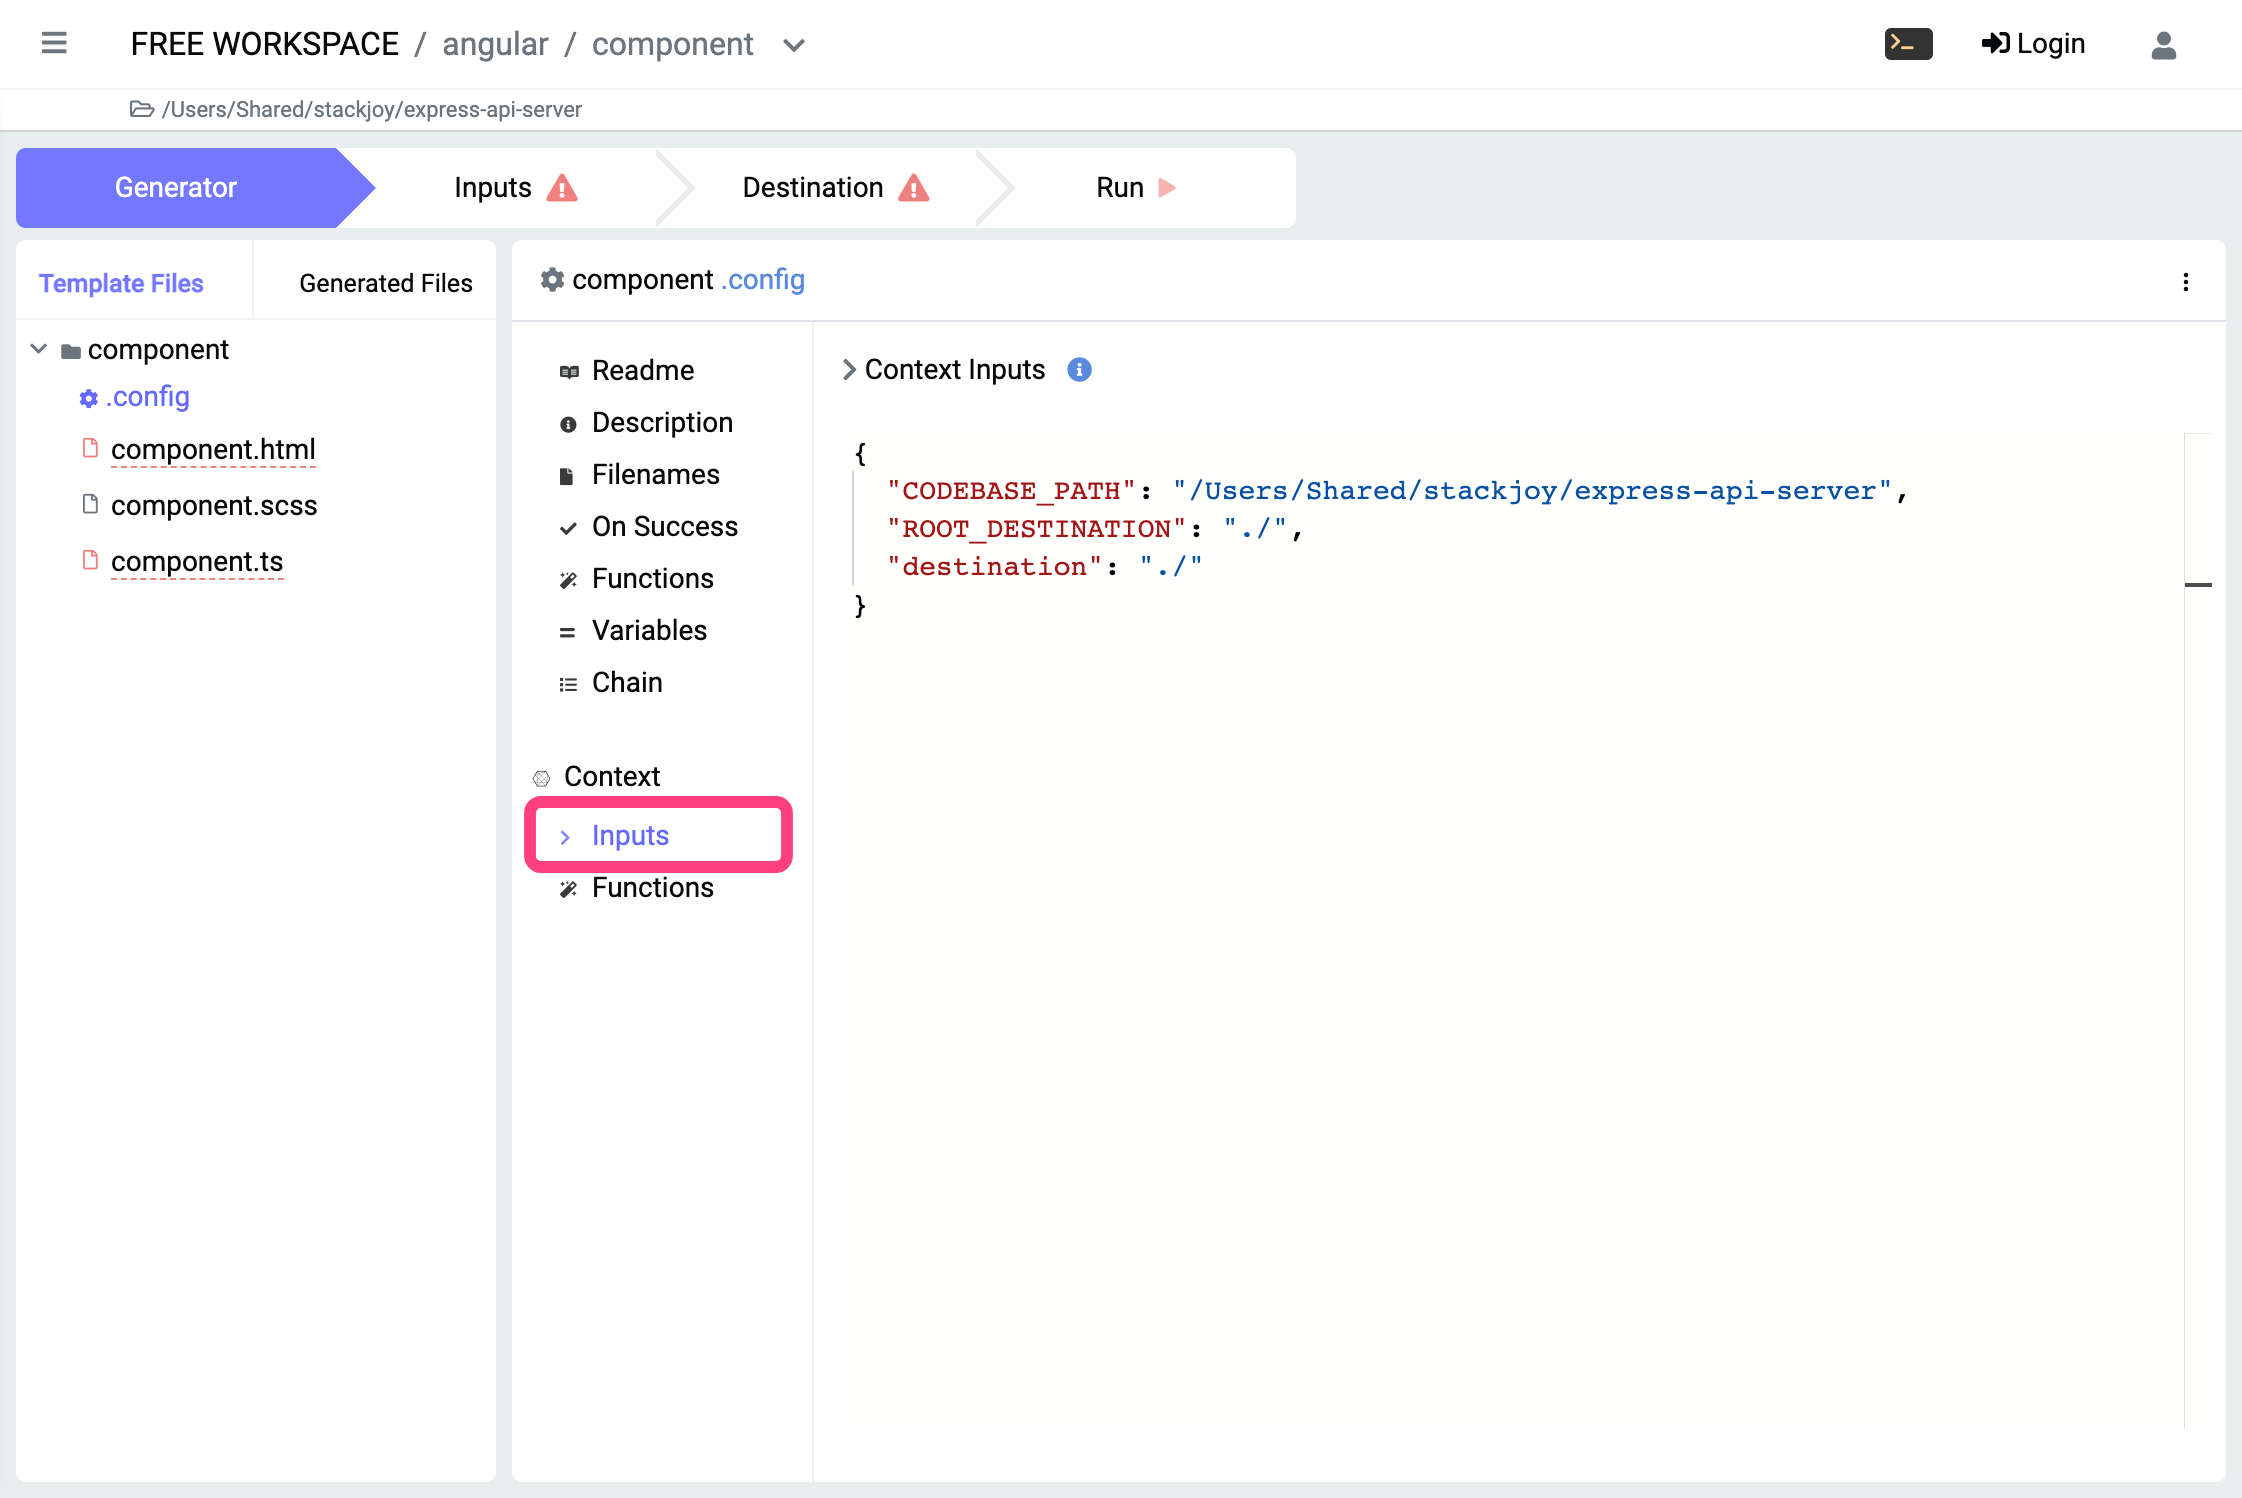 FREE WORKSPACE / angular / component
Login
/Users/Shared/stackjoy/express-api-server
Generator
Inputs
Destination
Run
Template Files
Generated Files
component
.config
component.html
component.scss
component.ts
component .config
Readme
Description
Filenames
On Success
Functions
Variables
Chain
Context
Inputs
Functions
Context Inputs
{
"CODEBASE_PATH": "/Users/Shared/stackjoy/express-api-server",
"ROOT_DESTINATION": "./",
"destination": "./"
}